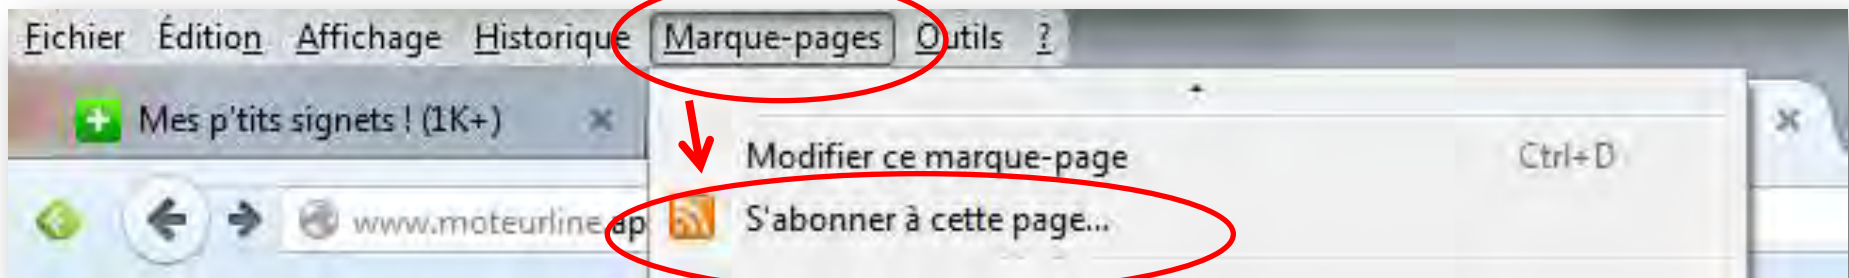 Fichier Édition Affichage Historique Marque-pages Outils ?
Mes p'tits signets ! (1K+)
Modifier ce marque-page Ctrl+D
www.moteurline.ap
S'abonner à cette page...